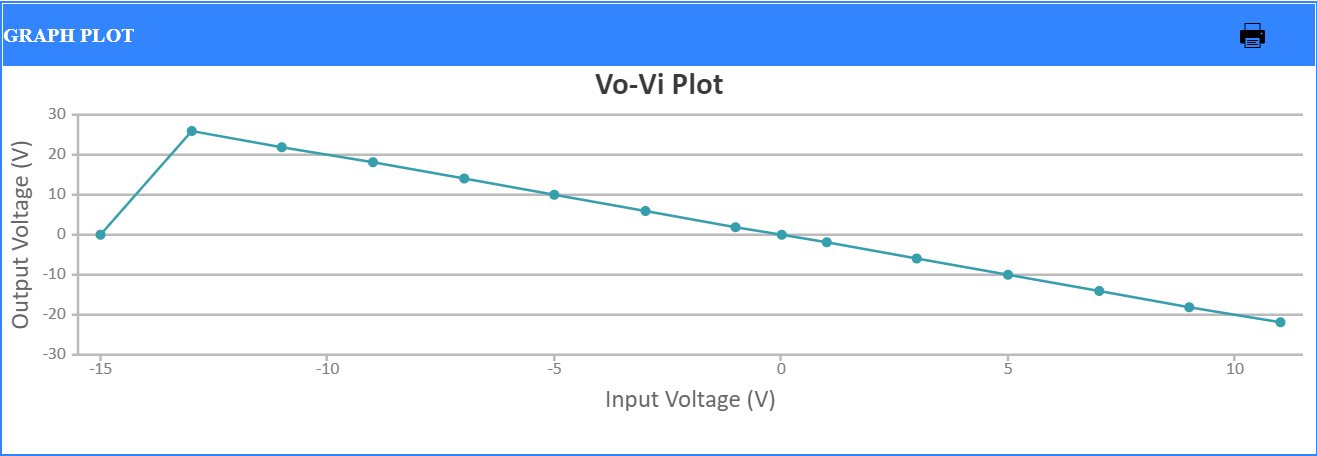 GRAPH PLOT
Vo-Vi Plot
30
20
10
0
-10
-20
-30
Output Voltage (V)
-15 -10 -5 0 5 10
Input Voltage (V)